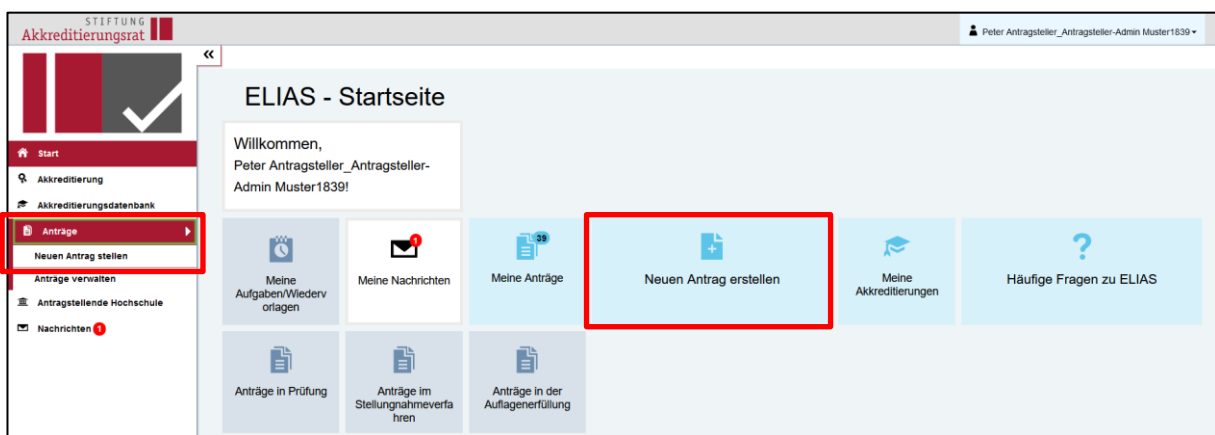 STIFTUNG
Akkreditierungsrat
Peter Antragsteller_Antragsteller-Admin Muster1839
Start
Akkreditierung
Akkreditierungsdatenbank
Anträge
Neuen Antrag stellen
Anträge verwalten
Antragstellende Hochschule
Nachrichten 1
ELIAS - Startseite
Willkommen,
Peter Antragsteller_Antragsteller-
Admin Muster1839!
Meine
Aufgaben/Wiederv
orlagen
1
Meine Nachrichten
39
Meine Anträge
Neuen Antrag erstellen
Meine
Akkreditierungen
?
Häufige Fragen zu ELIAS
Anträge in Prüfung
Anträge im
Stellungnahmeverfa
hren
Anträge in der
Auflagenerfüllung